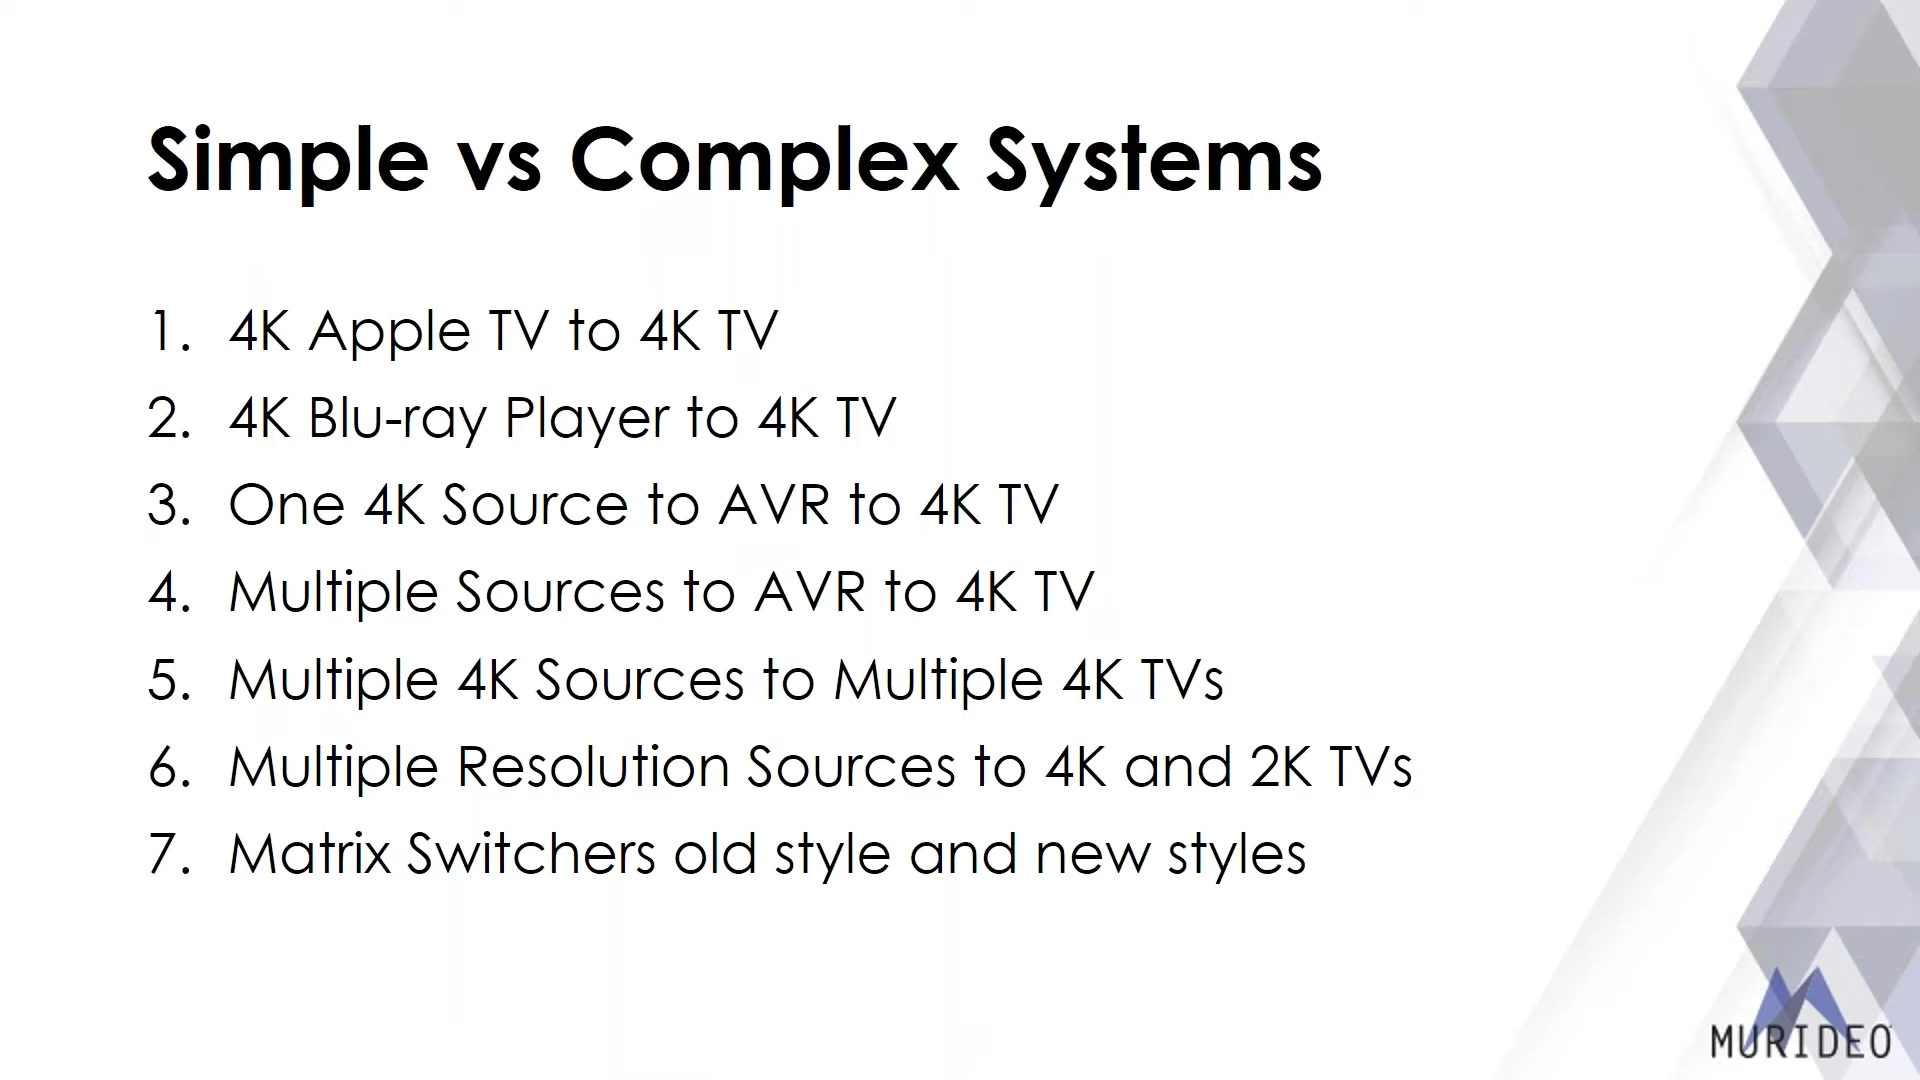 Simple vs Complex Systems
1. 4K Apple TV to 4K TV
2. 4K Blu-ray Player to 4K TV
3. One 4K Source to AVR to 4K TV
4. Multiple Sources to AVR to 4K TV
5. Multiple 4K Sources to Multiple 4K TVs
6. Multiple Resolution Sources to 4K and 2K TVs
7. Matrix Switchers old style and new styles
MURIDEO